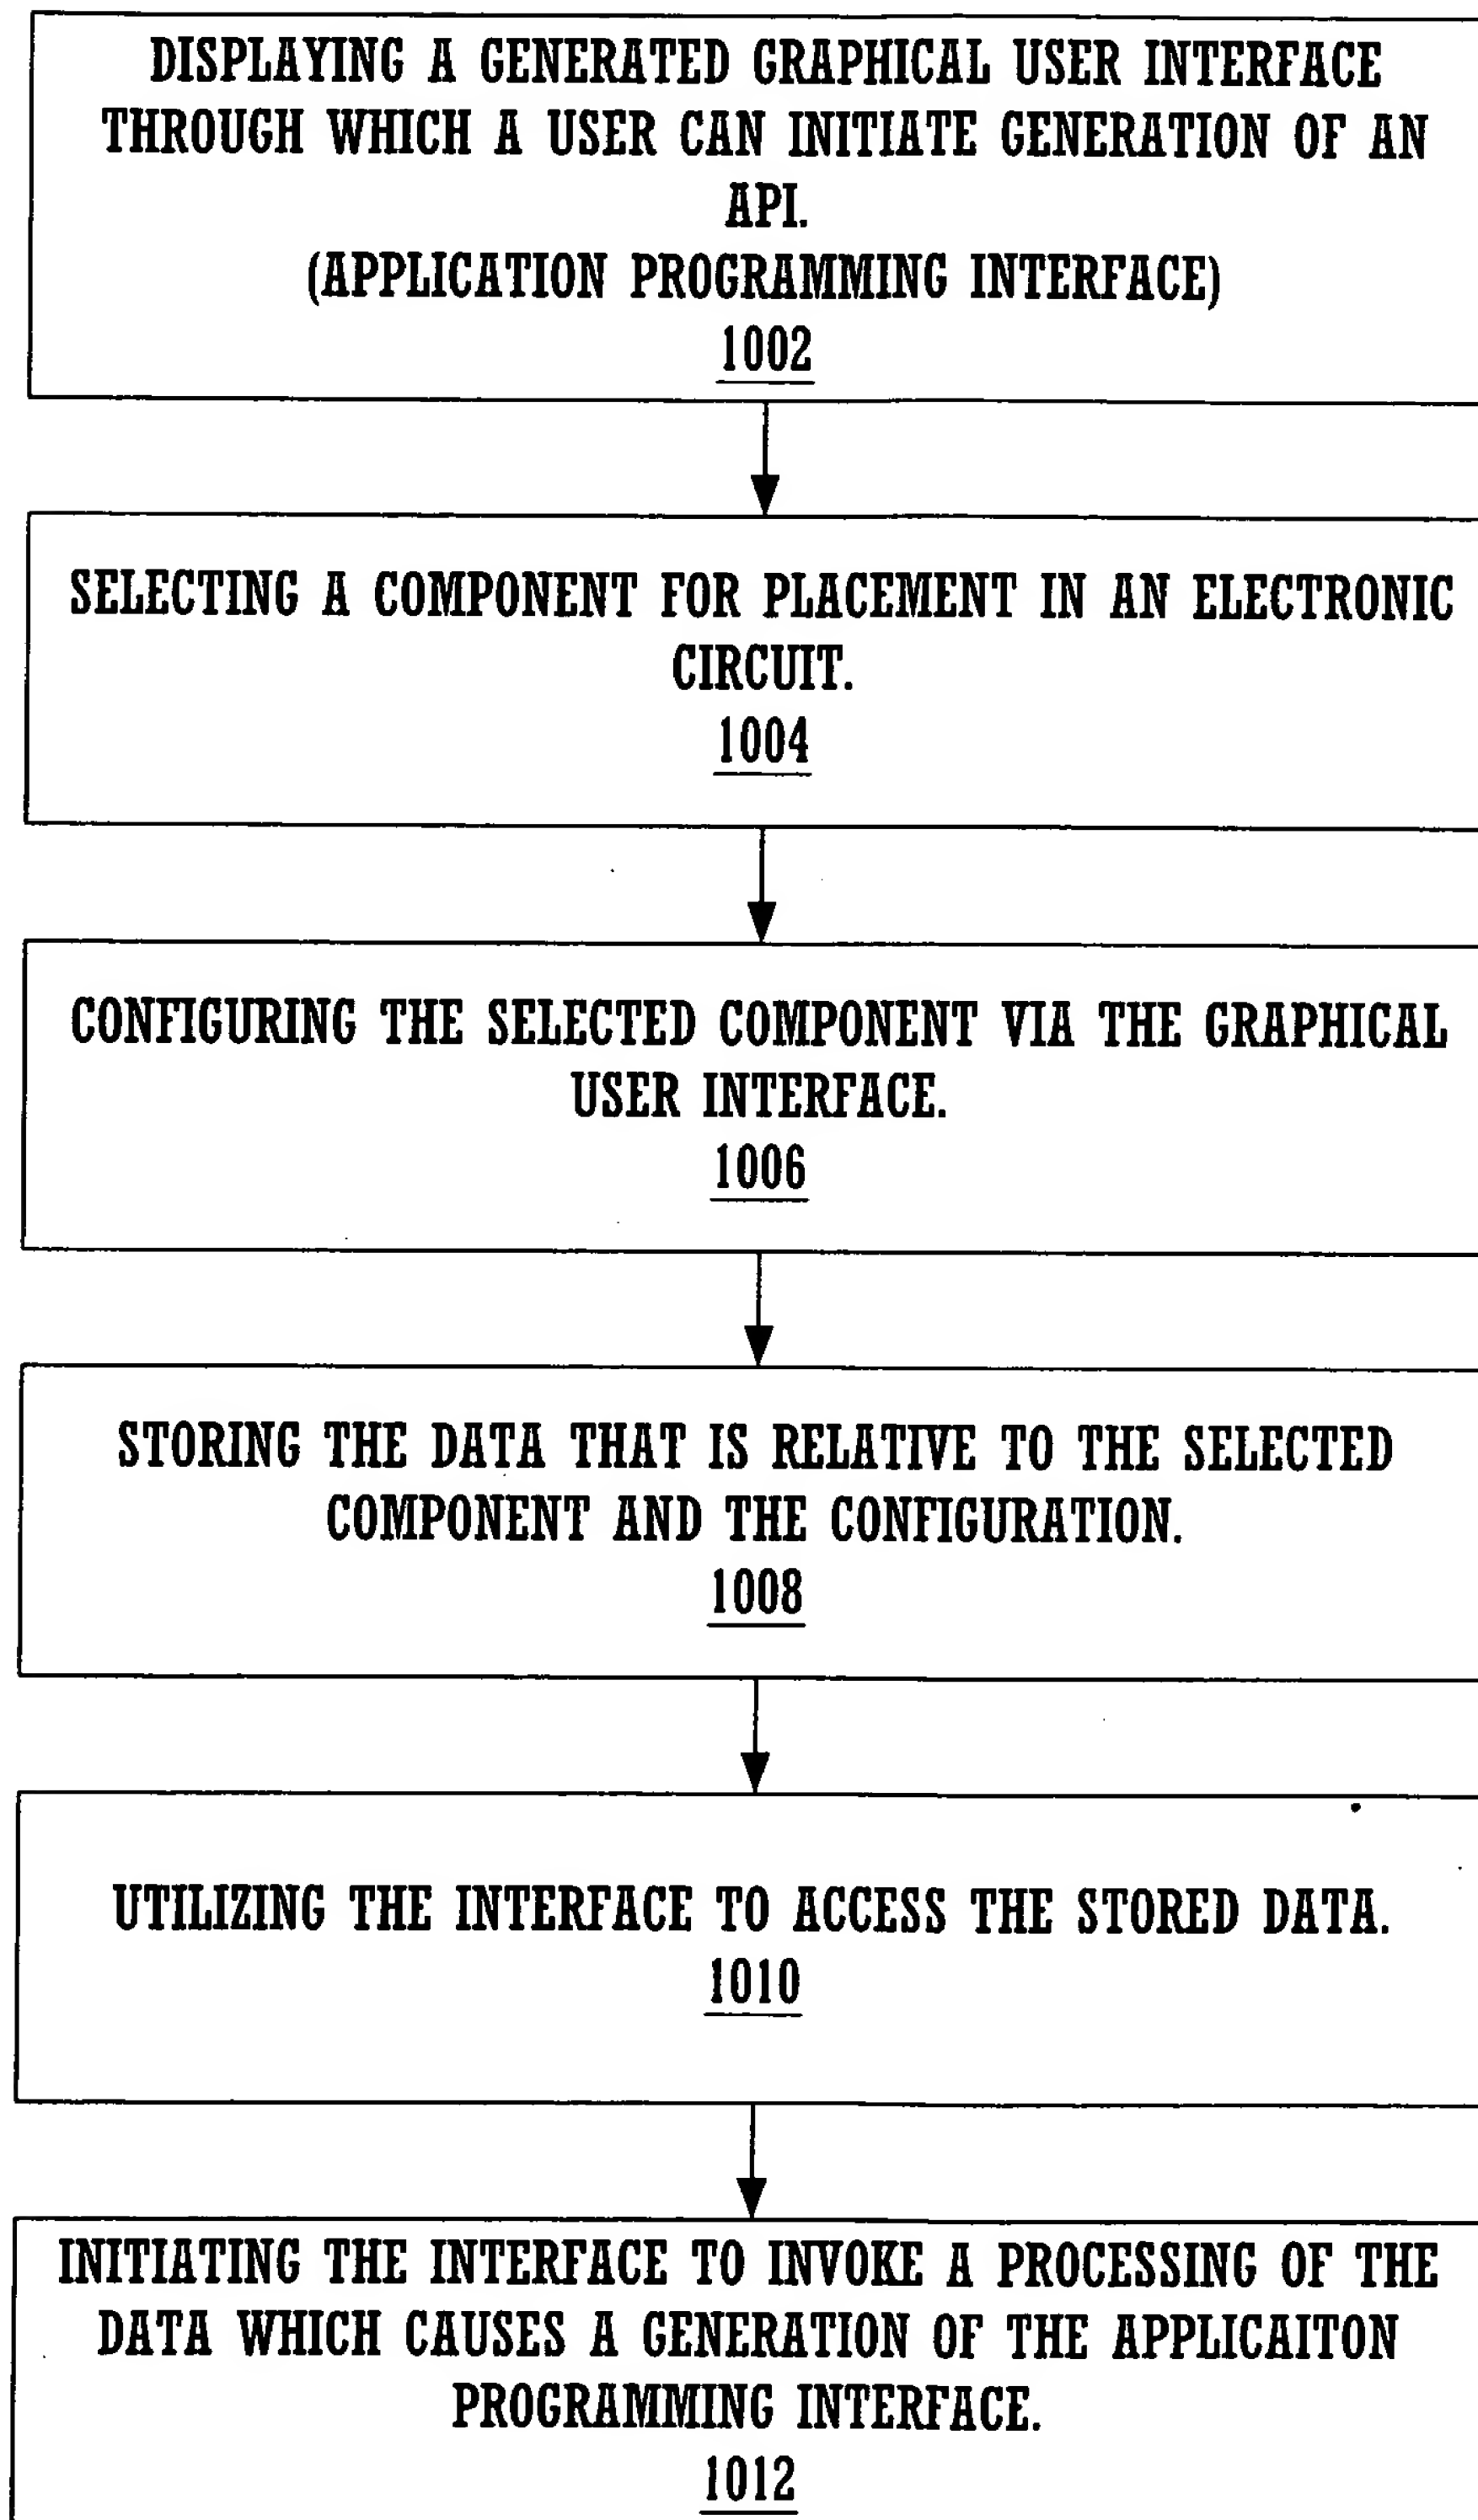 DISPLAYING A GENERATED GRAPHICAL USER INTERFACE
THROUGH WHICH A USER CAN INITIATE GENERATION OF AN
API.
(APPLICATION PROGRAMMING INTERFACE)
1002
SELECTING A COMPONENT FOR PLACEMENT IN AN ELECTRONIC
CIRCUIT.
1004
CONFIGURING THE SELECTED COMPONENT VIA THE GRAPHICAL
USER INTERFACE.
1006
STORING THE DATA THAT IS RELATIVE TO THE SELECTED
COMPONENT AND THE CONFIGURATION.
1008
UTILIZING THE INTERFACE TO ACCESS THE STORED DATA.
1010
INITIATING THE INTERFACE TO INVOKE A PROCESSING OF THE
DATA WHICH CAUSES A GENERATION OF THE APPLICAITON
PROGRAMMING INTERFACE.
1012